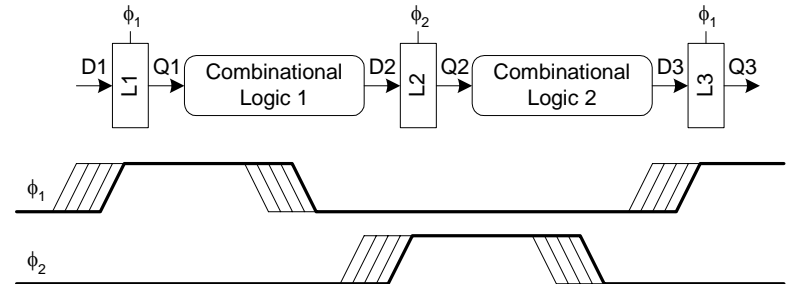 ϕ1 ϕ2 ϕ1
D1 L1 Q1 Combinational Logic 1 D2 L2 Q2 Combinational Logic 2 D3 L3 Q3
ϕ1
ϕ2